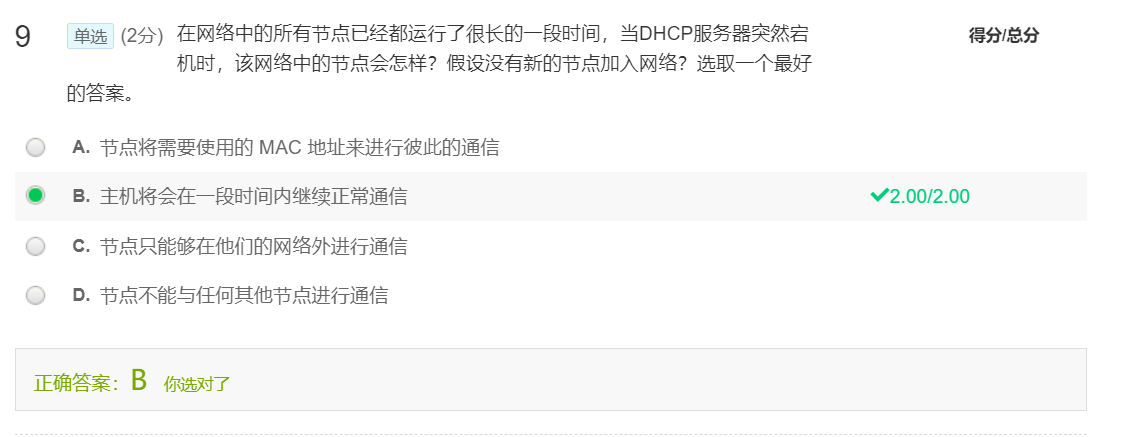 9 单选 (2分) 在网络中的所有节点已经都运行了很长的一段时间，当DHCP服务器突然宕 得分/总分
机时，该网络中的节点会怎样？假设没有新的节点加入网络？选取一个最好
的答案。
A. 节点将需要使用的 MAC 地址来进行彼此的通信
B. 主机将会在一段时间内继续正常通信 2.00/2.00
C. 节点只能够在他们的网络外进行通信
D. 节点不能与任何其他节点进行通信
正确答案：B 你选对了